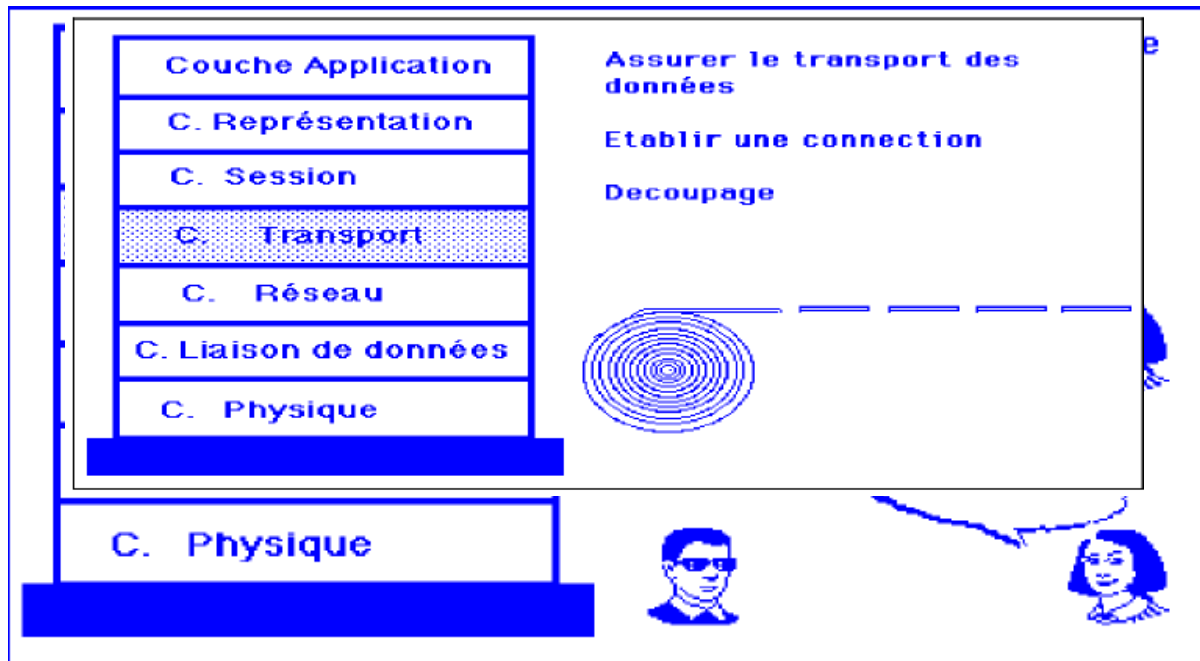 Couche Application
C. Représentation
C. Session
C. Transport
C. Réseau
C. Liaison de données
C. Physique
Assurer le transport des
données
Etablir une connection
Decoupage
e
C. Physique